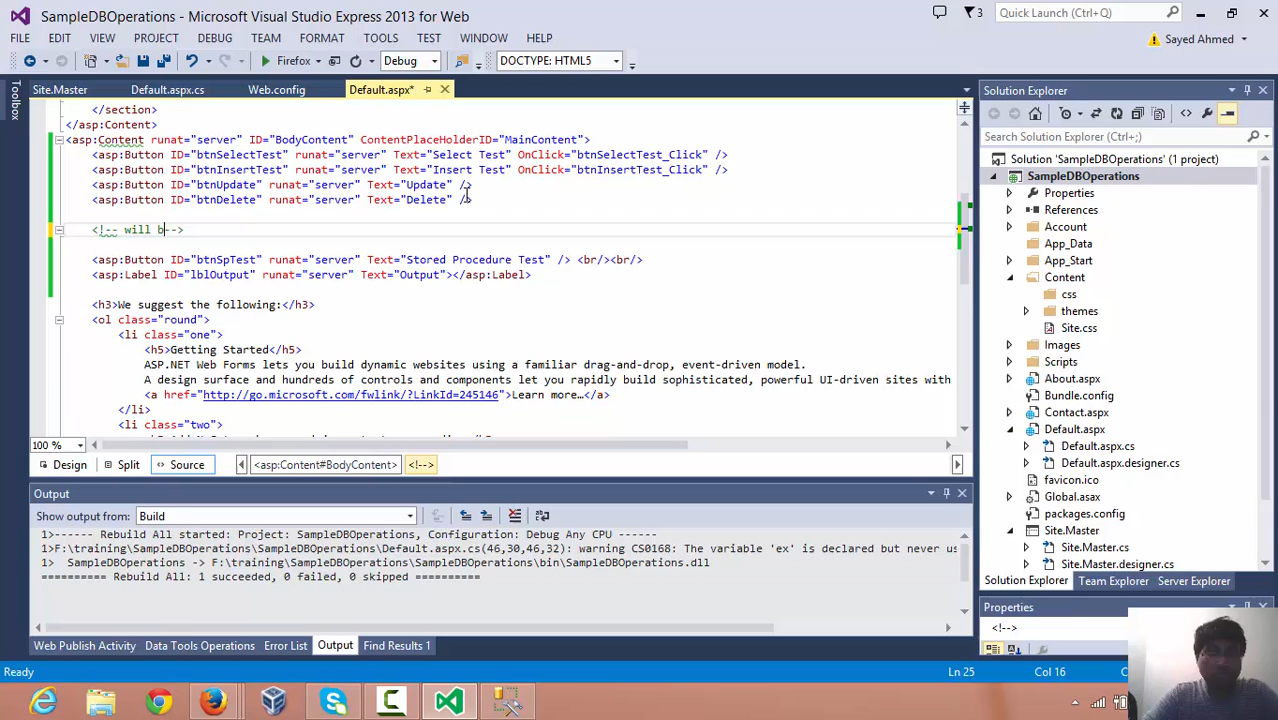 SampleDBOperations - Microsoft Visual Studio Express 2013 for Web
3
Quick Launch (Ctrl+Q)
FILE EDIT VIEW PROJECT DEBUG TEAM FORMAT TOOLS TEST WINDOW HELP
Sayed Ahmed
Firefox Debug DOCTYPE: HTML5
Toolbox
Site.Master Default.aspx.cs Web.config Default.aspx*
</section>
</asp:Content>
<asp:Content runat="server" ID="BodyContent" ContentPlaceHolderID="MainContent">
<asp:Button ID="btnSelectTest" runat="server" Text="Select Test" OnClick="btnSelectTest_Click" />
<asp:Button ID="btnInsertTest" runat="server" Text="Insert Test" OnClick="btnInsertTest_Click" />
<asp:Button ID="btnUpdate" runat="server" Text="Update" />
<asp:Button ID="btnDelete" runat="server" Text="Delete" />
<!-- will b-->
<asp:Button ID="btnSpTest" runat="server" Text="Stored Procedure Test" /> <br/><br/>
<asp:Label ID="lblOutput" runat="server" Text="Output"></asp:Label>
<h3>We suggest the following:</h3>
<ol class="round">
<li class="one">
<h5>Getting Started</h5>
ASP.NET Web Forms lets you build dynamic websites using a familiar drag-and-drop, event-driven model.
A design surface and hundreds of controls and components let you rapidly build sophisticated, powerful UI-driven sites with
<a href="http://go.microsoft.com/fwlink/?LinkId=245146">Learn more…</a>
</li>
<li class="two">
100 %
Design Split Source <asp:Content#BodyContent> <!-->
Output
Show output from: Build
1>------ Rebuild All started: Project: SampleDBOperations, Configuration: Debug Any CPU ------
1>F:\training\SampleDBOperations\SampleDBOperations\Default.aspx.cs(46,30,46,32): warning CS0168: The variable 'ex' is declared but never us
1>  SampleDBOperations -> F:\training\SampleDBOperations\SampleDBOperations\bin\SampleDBOperations.dll
========== Rebuild All: 1 succeeded, 0 failed, 0 skipped ==========
Web Publish Activity Data Tools Operations Error List Output Find Results 1
Solution Explorer
Search Solution Explorer (Ctrl+;)
Solution 'SampleDBOperations' (1 project)
SampleDBOperations
Properties
References
Account
App_Data
App_Start
Content
css
themes
Site.css
Images
Scripts
About.aspx
Bundle.config
Contact.aspx
Default.aspx
Default.aspx.cs
Default.aspx.designer.cs
favicon.ico
Global.asax
packages.config
Site.Master
Site.Master.cs
Site.Master.designer.cs
Solution Explorer Team Explorer Server Explorer
Properties
<!-->
Ready Ln 25 Col 16